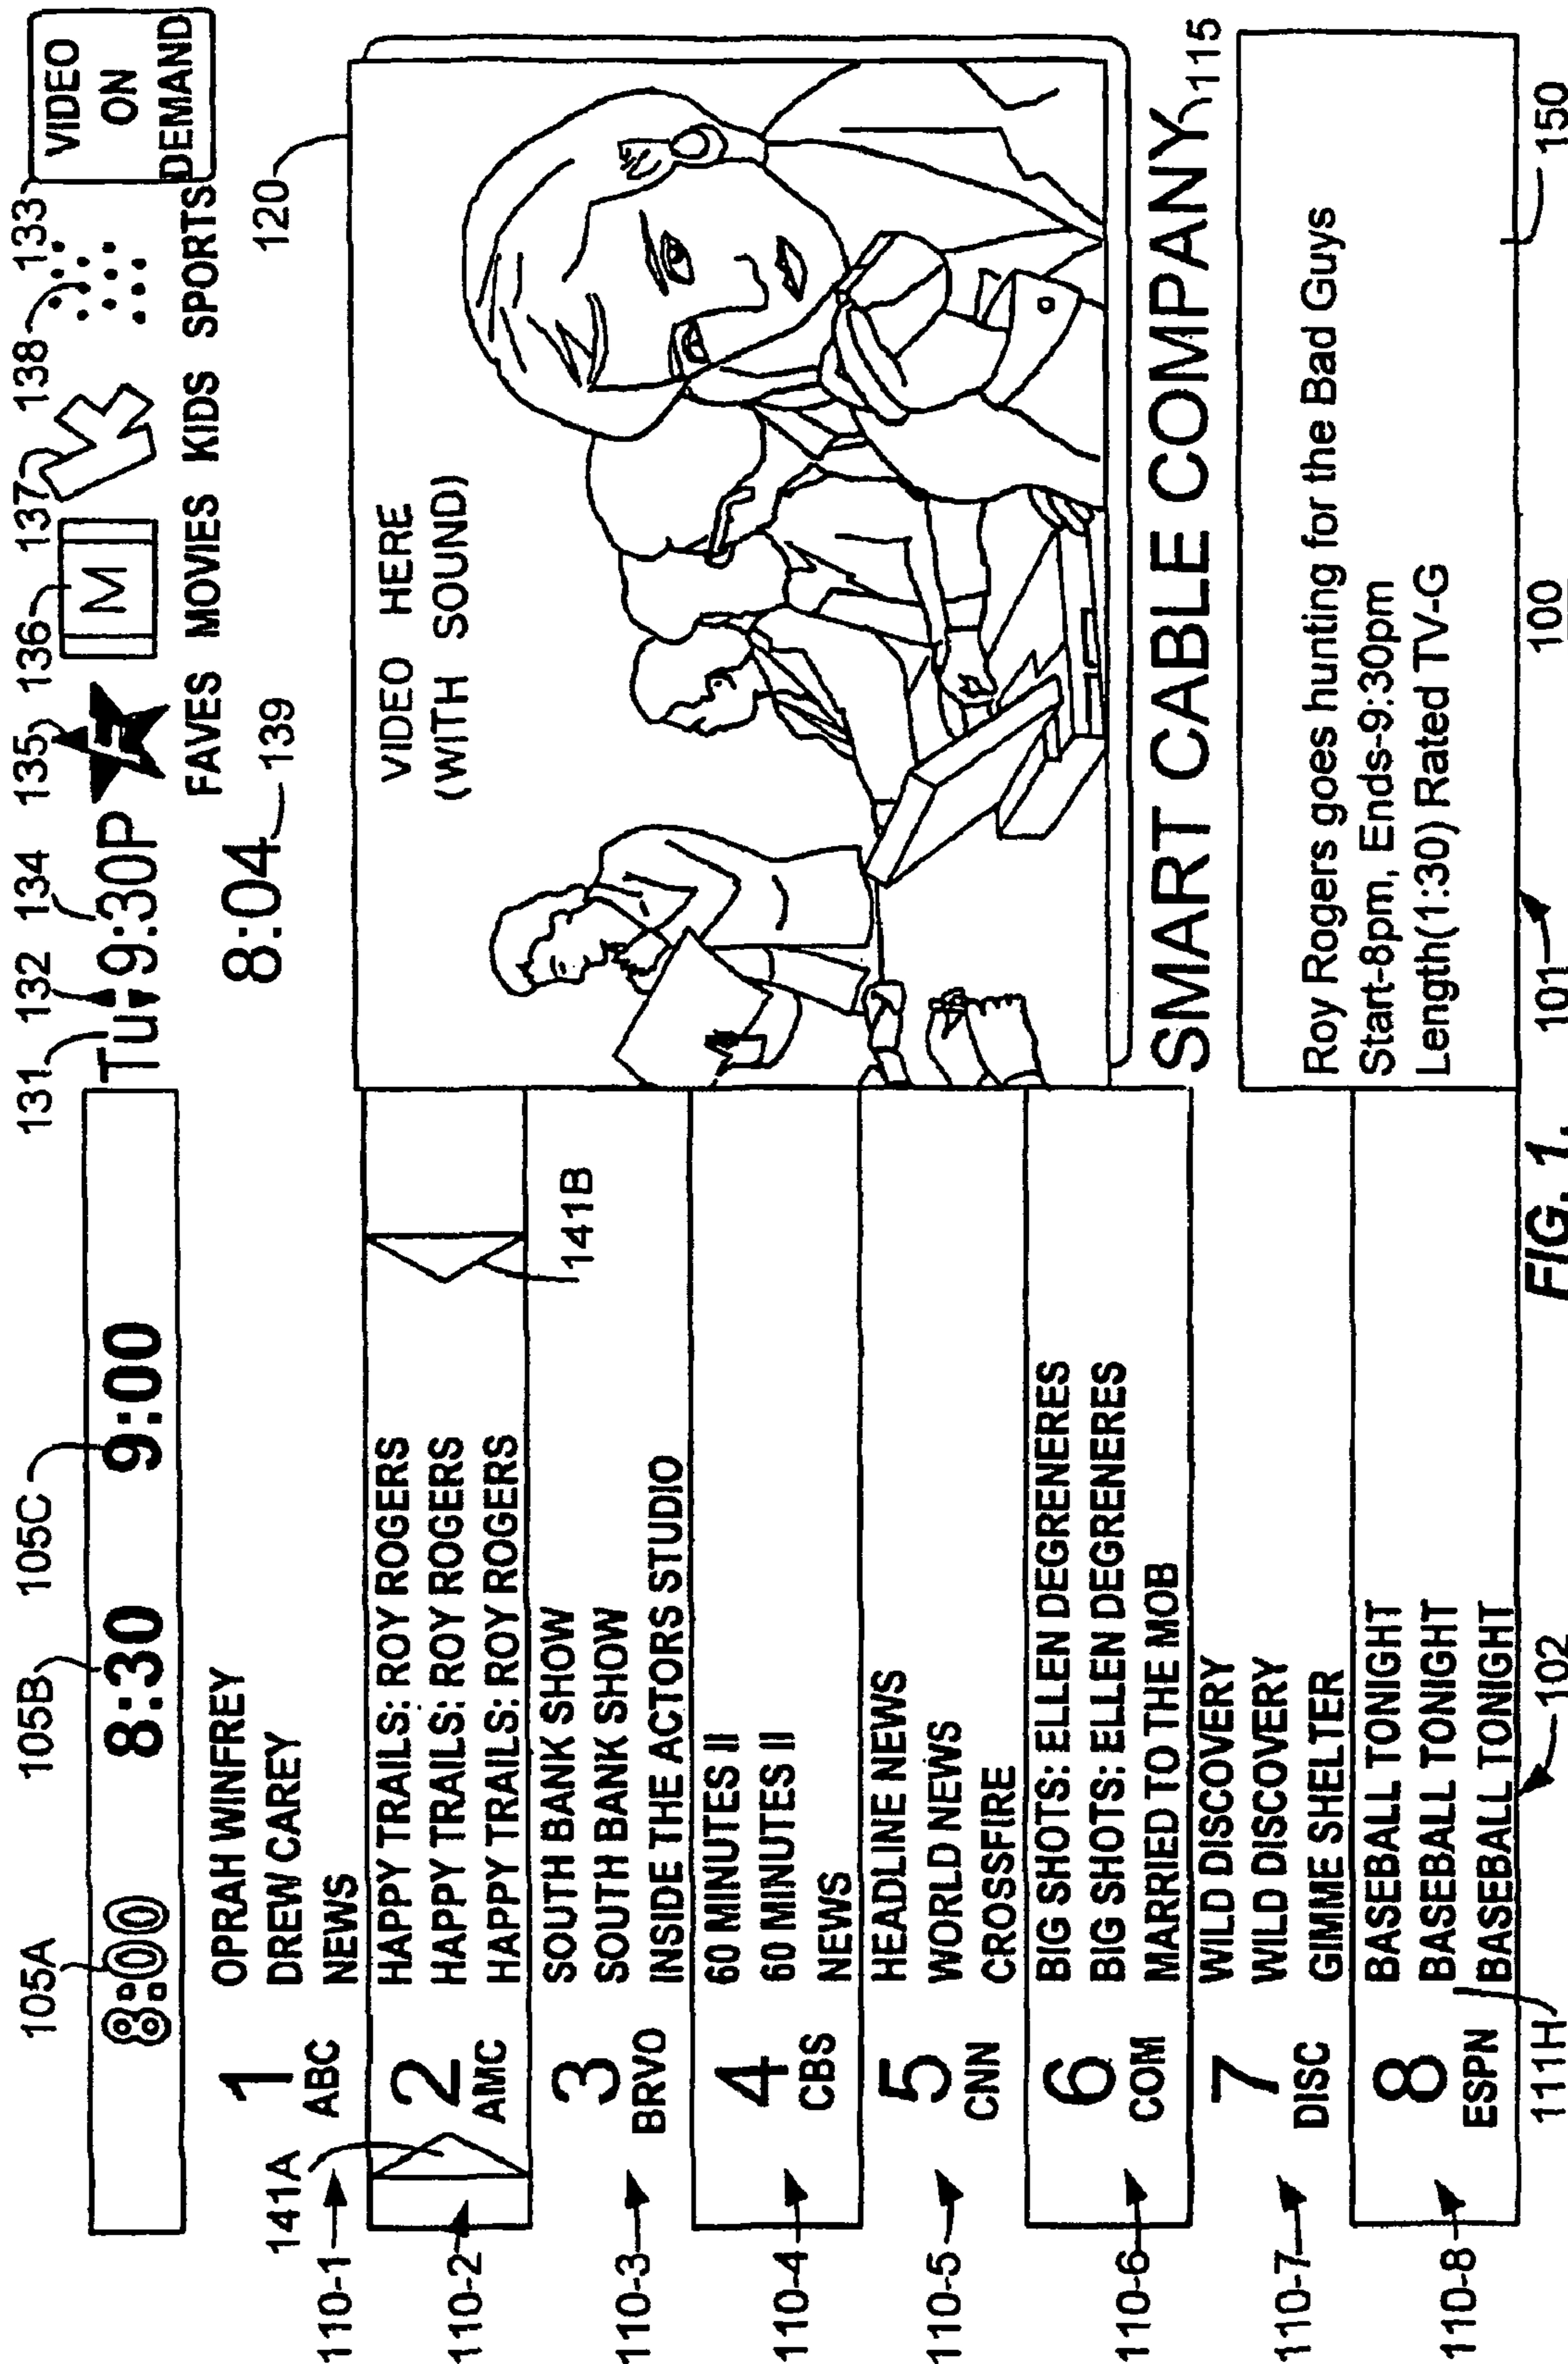 105A 105B 105C 131 132 134 135 136 137 138 133
8:00 8:30 9:00
Tu 9:30P F M
VIDEO
ON
DEMAND
FAVES MOVIES KIDS SPORTS
8:04 139
120
141A
110-1
1
ABC
OPRAH WINFREY
DREW CAREY
NEWS
110-2
2
AMC
HAPPY TRAILS: ROY ROGERS
HAPPY TRAILS: ROY ROGERS
HAPPY TRAILS: ROY ROGERS
141B
110-3
3
BRVO
SOUTH BANK SHOW
SOUTH BANK SHOW
INSIDE THE ACTORS STUDIO
110-4
4
CBS
60 MINUTES II
60 MINUTES II
NEWS
110-5
5
CNN
HEADLINE NEWS
WORLD NEWS
CROSSFIRE
110-6
6
COM
BIG SHOTS: ELLEN DEGRENERES
BIG SHOTS: ELLEN DEGRENERES
MARRIED TO THE MOB
110-7
7
DISC
WILD DISCOVERY
WILD DISCOVERY
GIMME SHELTER
110-8
8
ESPN
BASEBALL TONIGHT
BASEBALL TONIGHT
BASEBALL TONIGHT
VIDEO HERE
(WITH SOUND)
SMART CABLE COMPANY 115
Roy Rogers goes hunting for the Bad Guys
Start-8pm, Ends-9:30pm
Length(1:30) Rated TV-G
111H 102 101 100 150
FIG. 1.